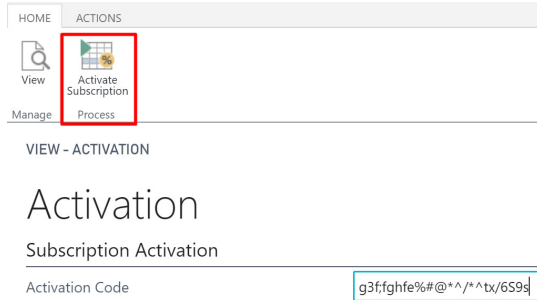 HOME ACTIONS
View
Activate
Subscription
Manage Process
VIEW - ACTIVATION
Activation
Subscription Activation
Activation Code g3f;fghfe%#@*^/*^tx/6S9s